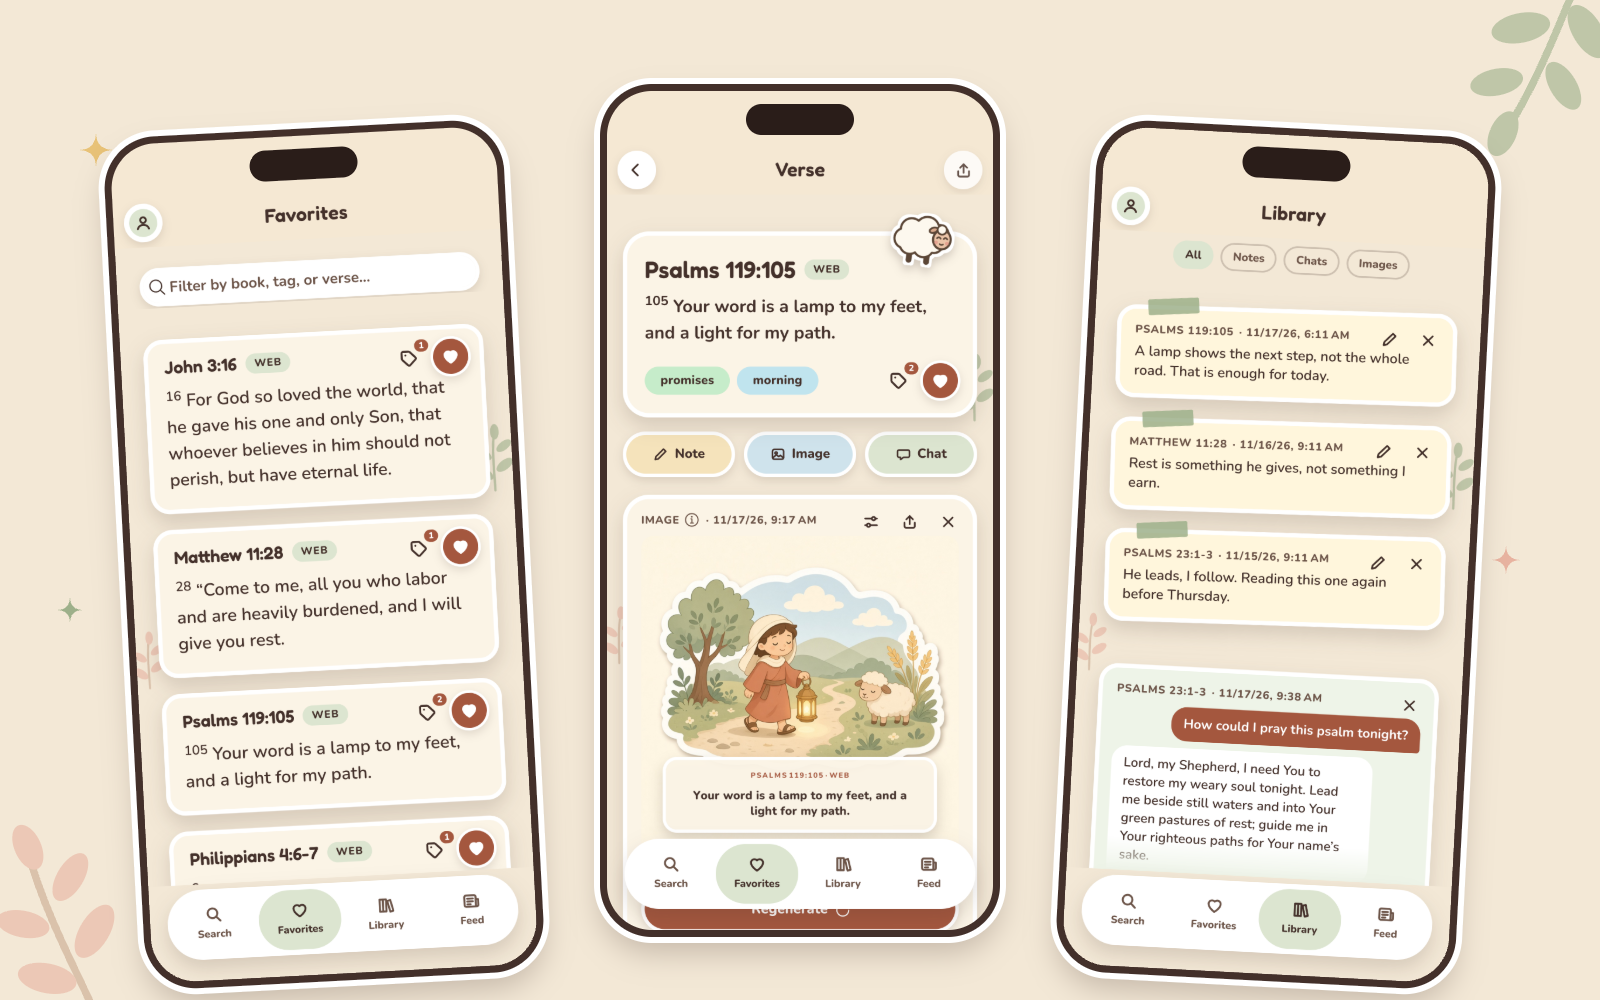 Favorites
Filter by book, tag, or verse...
John 3:16 WEB 1
16 For God so loved the world, that
he gave his one and only Son, that
whoever believes in him should not
perish, but have eternal life.
Matthew 11:28 WEB 1
28 “Come to me, all you who labor
and are heavily burdened, and I will
give you rest.
Psalms 119:105 WEB 2
105 Your word is a lamp to my feet,
and a light for my path.
Philippians 4:6-7 WEB 1
Search Favorites Library Feed
Verse
Psalms 119:105 WEB
105 Your word is a lamp to my feet,
and a light for my path.
promises morning 2
Note Image Chat
IMAGE · 11/17/26, 9:17 AM
PSALMS 119:105 · WEB
Your word is a lamp to my feet, and a
light for my path.
Search Favorites Library Feed
Regenerate
Library
All Notes Chats Images
PSALMS 119:105 · 11/17/26, 6:11 AM
A lamp shows the next step, not the whole
road. That is enough for today.
MATTHEW 11:28 · 11/16/26, 9:11 AM
Rest is something he gives, not something I
earn.
PSALMS 23:1-3 · 11/15/26, 9:11 AM
He leads, I follow. Reading this one again
before Thursday.
PSALMS 23:1-3 · 11/17/26, 9:38 AM
How could I pray this psalm tonight?
Lord, my Shepherd, I need You to
restore my weary soul tonight. Lead
me beside still waters and into Your
green pastures of rest; guide me in
Your righteous paths for Your name’s
sake.
Search Favorites Library Feed